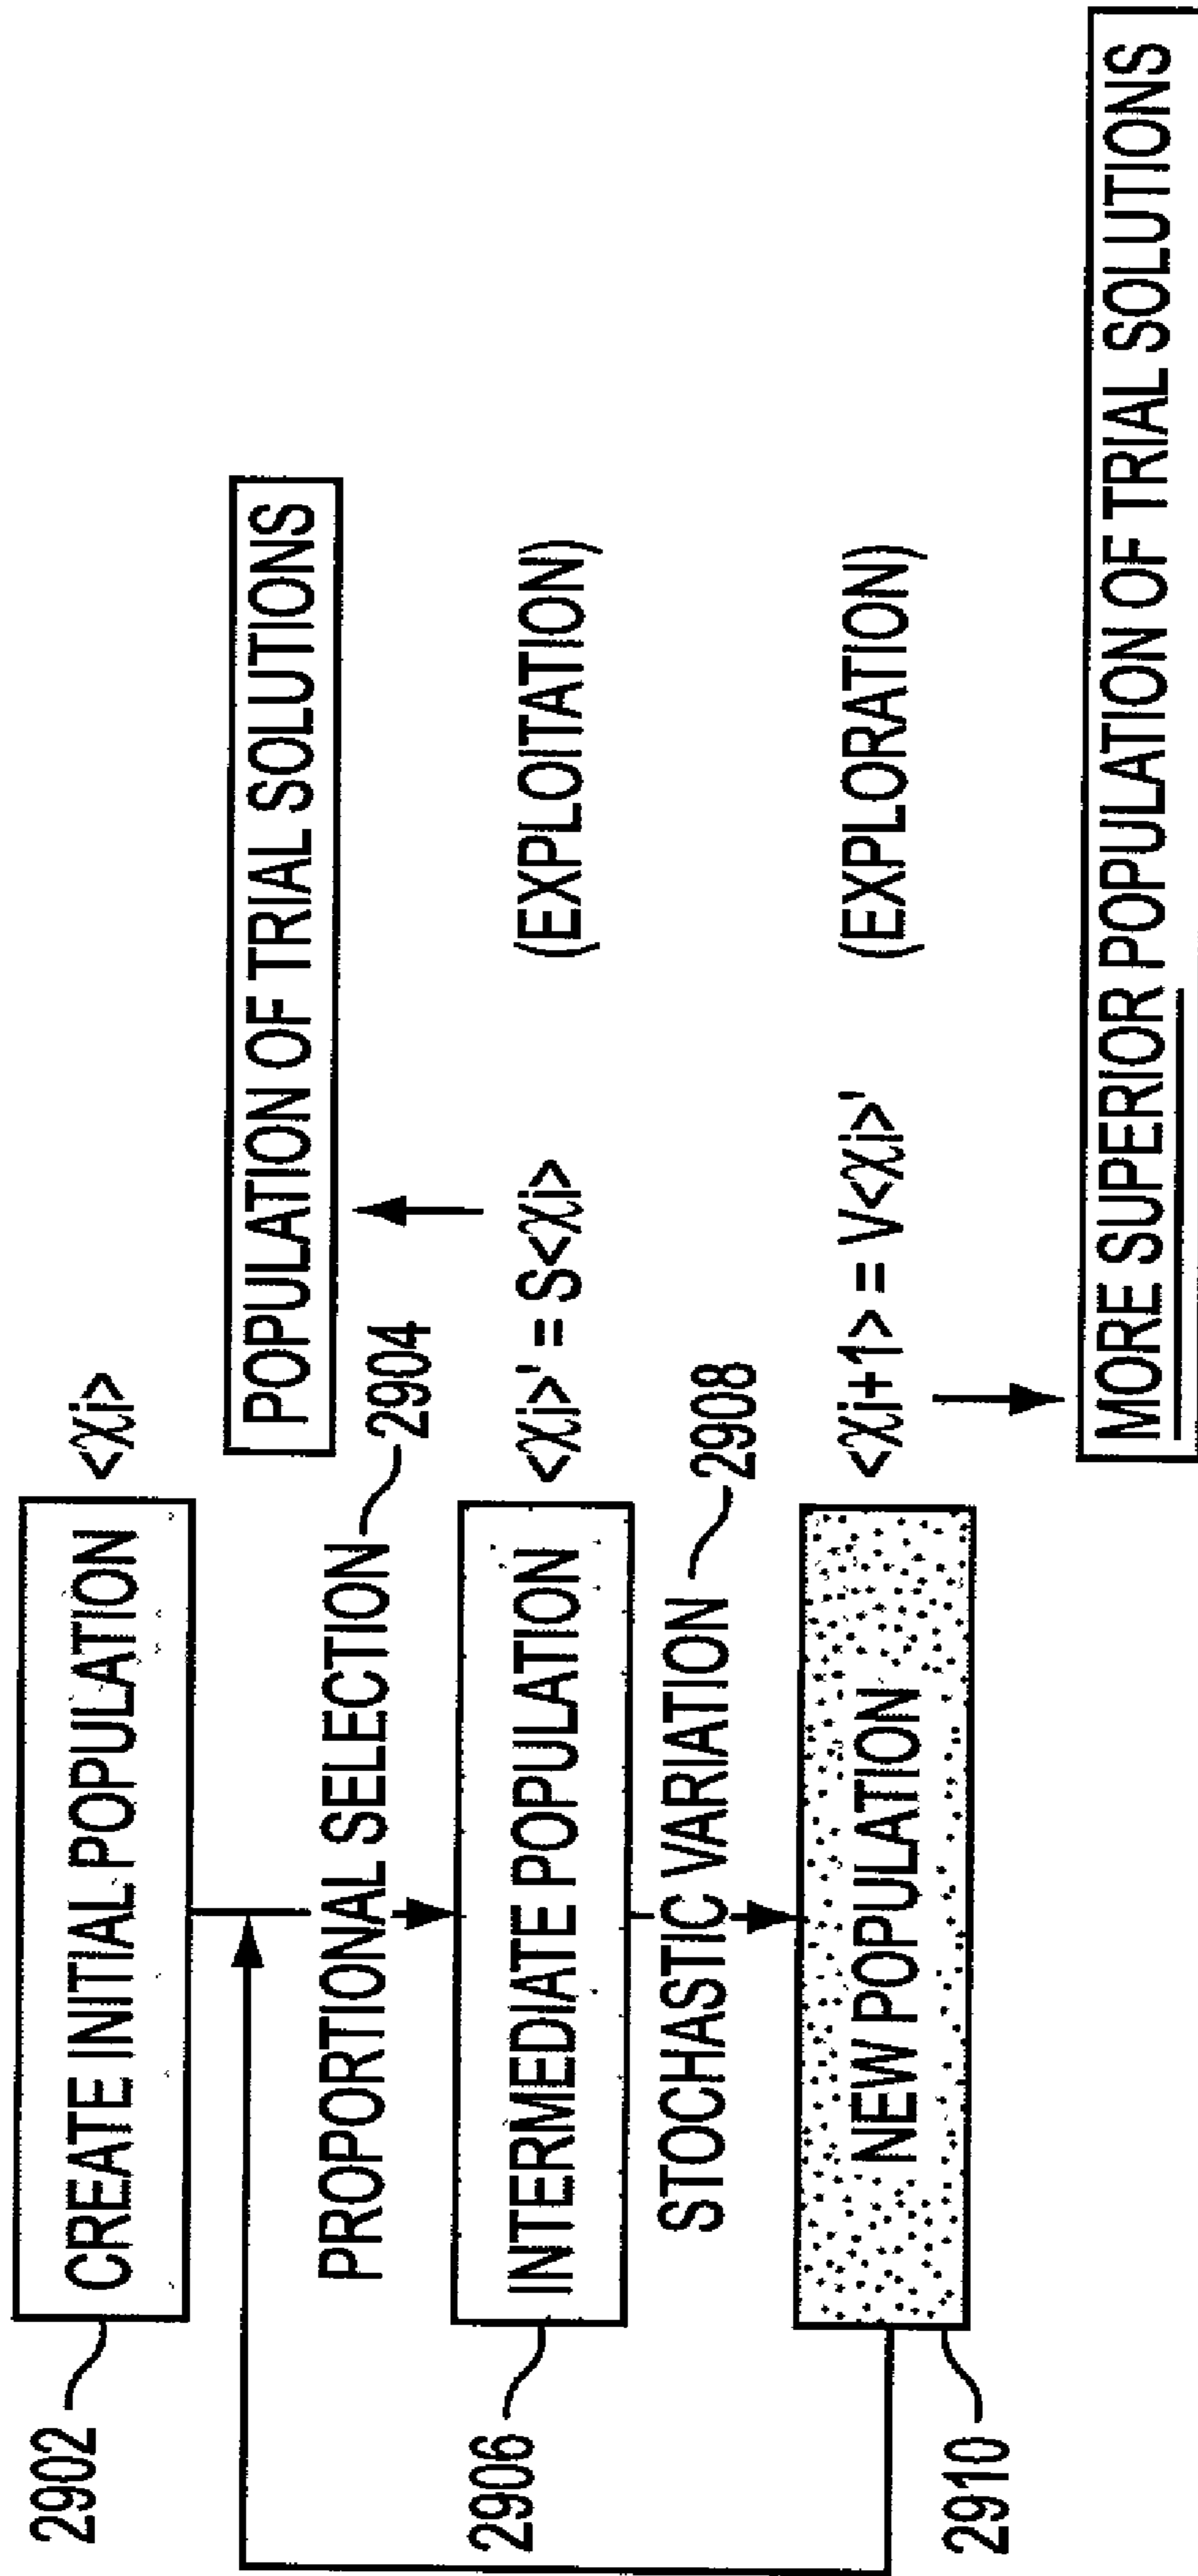 2902
CREATE INITIAL POPULATION
<χi>
POPULATION OF TRIAL SOLUTIONS
PROPORTIONAL SELECTION
2904
2906
INTERMEDIATE POPULATION
<χi>' = S<χi>
(EXPLOITATION)
STOCHASTIC VARIATION
2908
2910
NEW POPULATION
<χi+1> = V<χi>'
(EXPLORATION)
MORE SUPERIOR POPULATION OF TRIAL SOLUTIONS